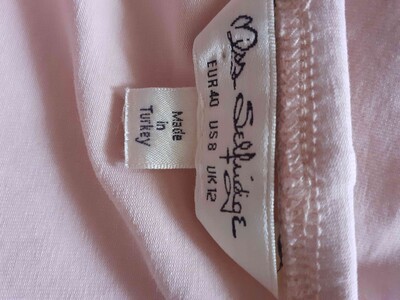 Miss Selfridge
EUR 40 US 8 UK 12
Made
in
Turkey